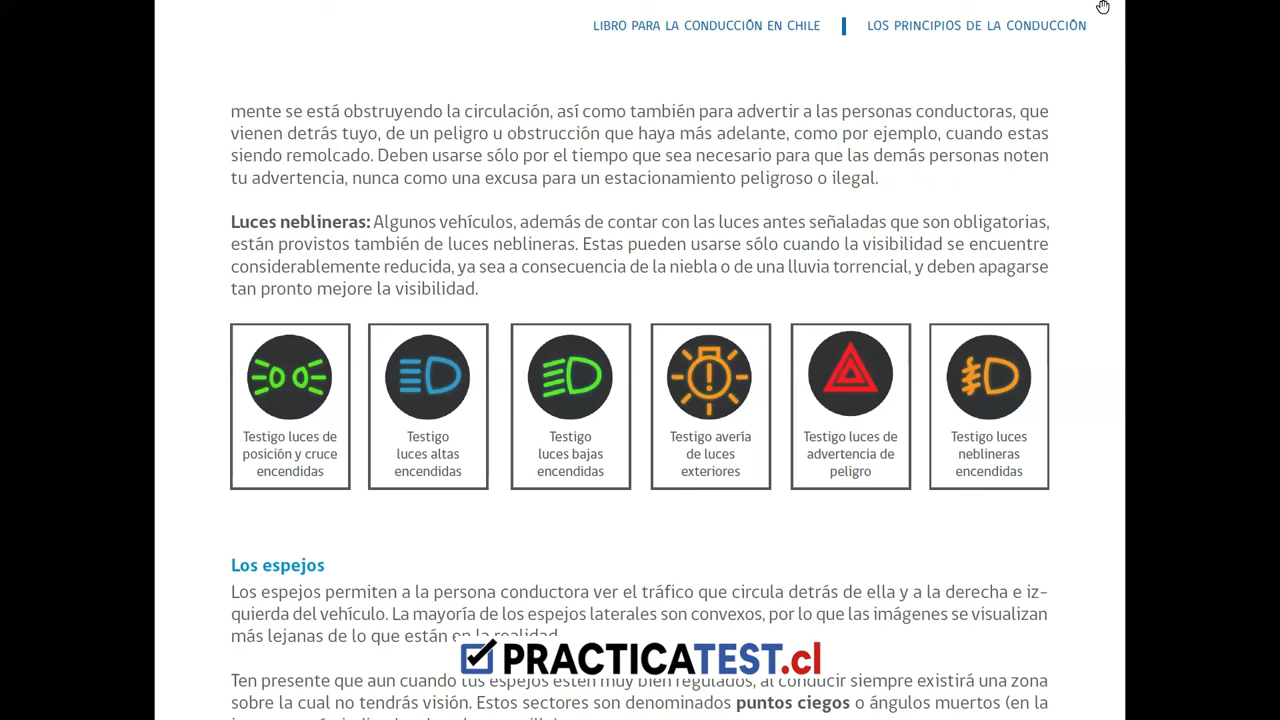 LIBRO PARA LA CONDUCCIÓN EN CHILE | LOS PRINCIPIOS DE LA CONDUCCIÓN
mente se está obstruyendo la circulación, así como también para advertir a las personas conductoras, que
vienen detrás tuyo, de un peligro u obstrucción que haya más adelante, como por ejemplo, cuando estas
siendo remolcado. Deben usarse sólo por el tiempo que sea necesario para que las demás personas noten
tu advertencia, nunca como una excusa para un estacionamiento peligroso o ilegal.
Luces neblineras: Algunos vehículos, además de contar con las luces antes señaladas que son obligatorias,
están provistos también de luces neblineras. Estas pueden usarse sólo cuando la visibilidad se encuentre
considerablemente reducida, ya sea a consecuencia de la niebla o de una lluvia torrencial, y deben apagarse
tan pronto mejore la visibilidad.
Testigo luces de
posición y cruce
encendidas
Testigo
luces altas
encendidas
Testigo
luces bajas
encendidas
Testigo avería
de luces
exteriores
Testigo luces de
advertencia de
peligro
Testigo luces
neblineras
encendidas
Los espejos
Los espejos permiten a la persona conductora ver el tráfico que circula detrás de ella y a la derecha e iz-
quierda del vehículo. La mayoría de los espejos laterales son convexos, por lo que las imágenes se visualizan
más lejanas de lo que están en la realidad.
PRACTICATEST.cl
Ten presente que aun cuando tus espejos estén muy bien regulados, al conducir siempre existirá una zona
sobre la cual no tendrás visión. Estos sectores son denominados puntos ciegos o ángulos muertos (en la